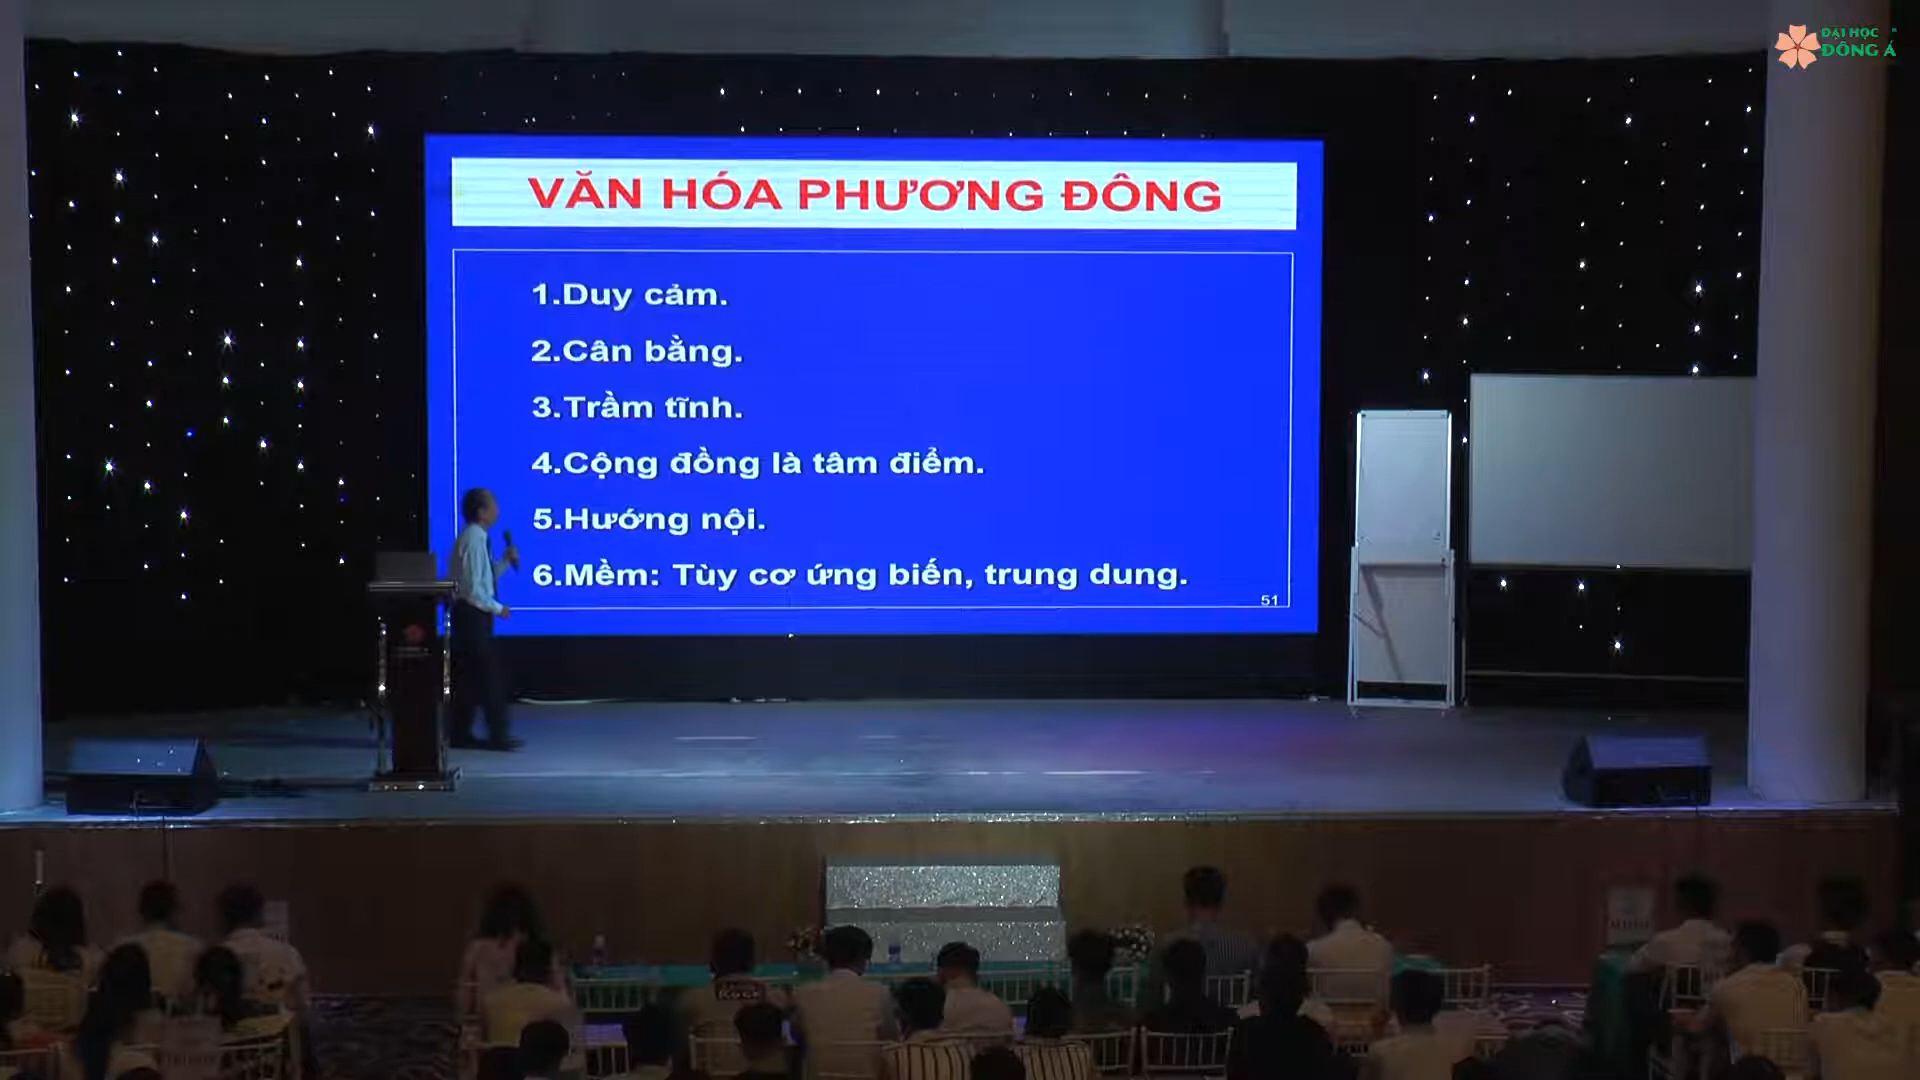 ĐẠI HỌC
ĐÔNG Á
VĂN HÓA PHƯƠNG ĐÔNG
1.Duy cảm.
2.Cân bằng.
3.Trầm tĩnh.
4.Cộng đồng là tâm điểm.
5.Hướng nội.
6.Mềm: Tùy cơ ứng biến, trung dung.
51